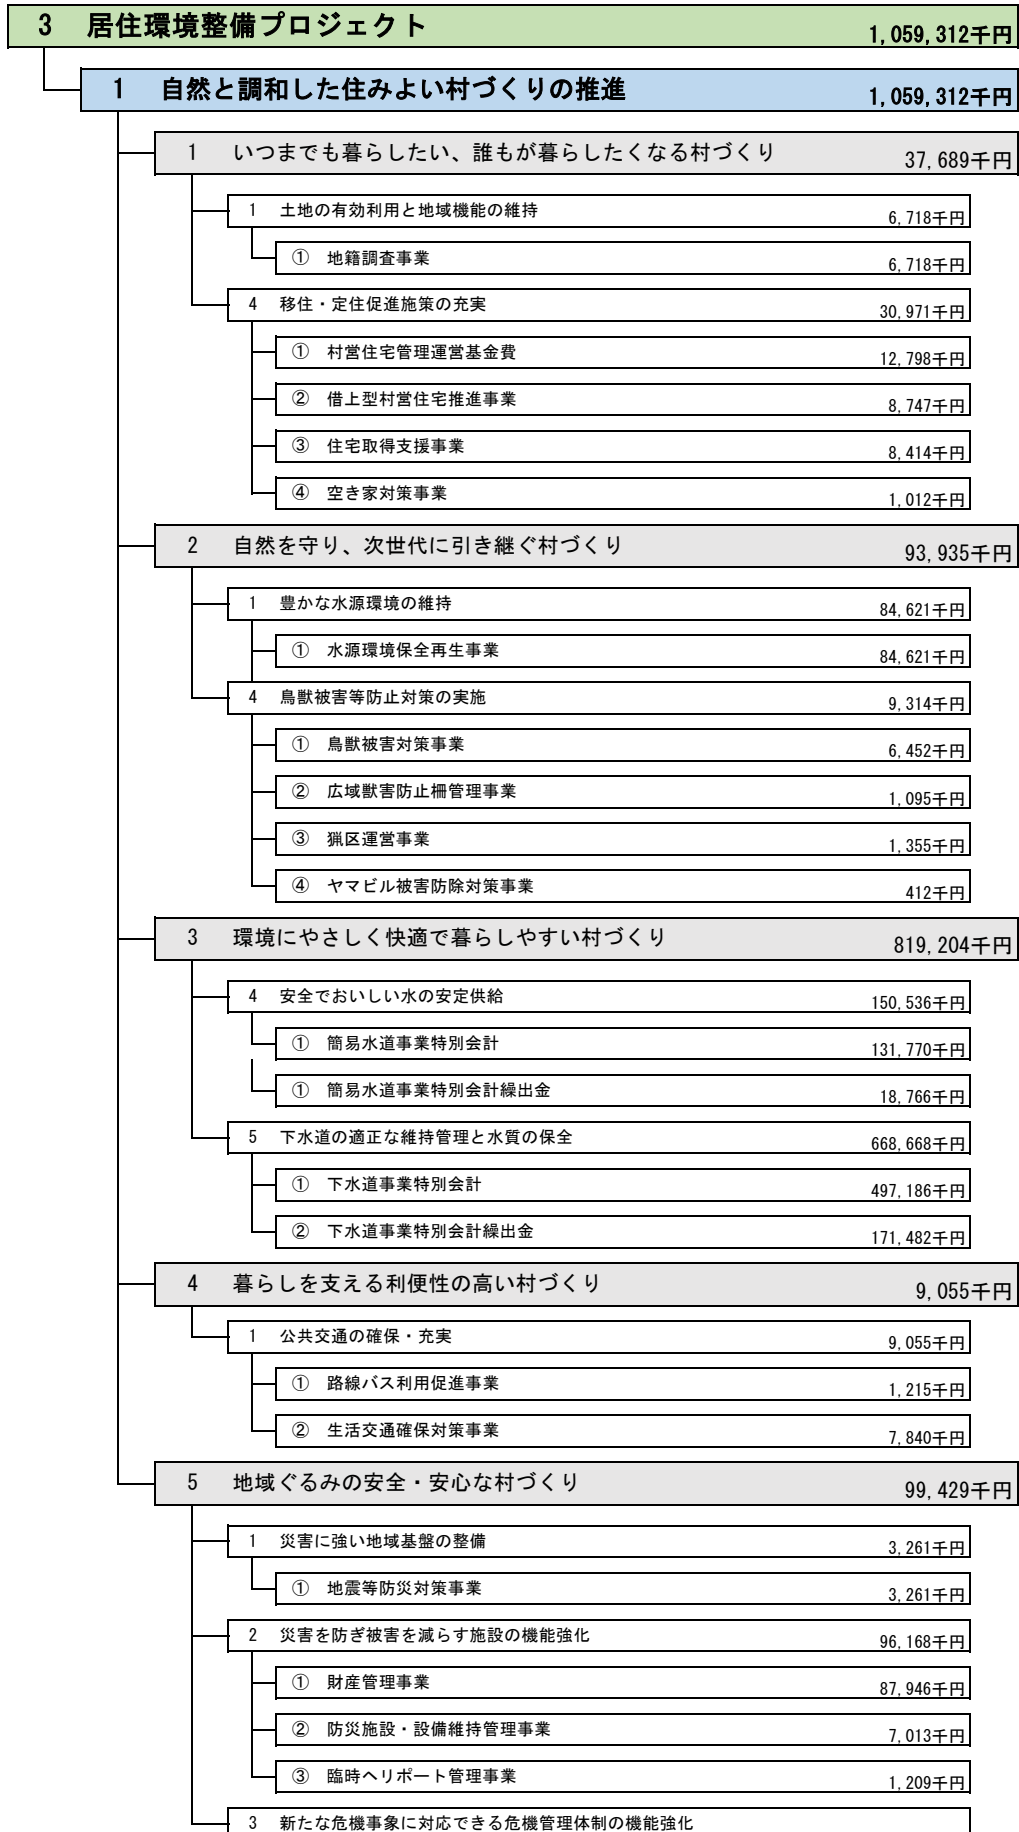 3 居住環境整備プロジェクト 1,059,312千円
1 自然と調和した住みよい村づくりの推進 1,059,312千円
1 いつまでも暮らしたい、誰もが暮らしたくなる村づくり 37,689千円
1 土地の有効利用と地域機能の維持 6,718千円
① 地籍調査事業 6,718千円
4 移住・定住促進施策の充実 30,971千円
① 村営住宅管理運営基金費 12,798千円
② 借上型村営住宅推進事業 8,747千円
③ 住宅取得支援事業 8,414千円
④ 空き家対策事業 1,012千円
2 自然を守り、次世代に引き継ぐ村づくり 93,935千円
1 豊かな水源環境の維持 84,621千円
① 水源環境保全再生事業 84,621千円
4 鳥獣被害等防止対策の実施 9,314千円
① 鳥獣被害対策事業 6,452千円
② 広域獣害防止柵管理事業 1,095千円
③ 猟区運営事業 1,355千円
④ ヤマビル被害防除対策事業 412千円
3 環境にやさしく快適で暮らしやすい村づくり 819,204千円
4 安全でおいしい水の安定供給 150,536千円
① 簡易水道事業特別会計 131,770千円
① 簡易水道事業特別会計繰出金 18,766千円
5 下水道の適正な維持管理と水質の保全 668,668千円
① 下水道事業特別会計 497,186千円
② 下水道事業特別会計繰出金 171,482千円
4 暮らしを支える利便性の高い村づくり 9,055千円
1 公共交通の確保・充実 9,055千円
① 路線バス利用促進事業 1,215千円
② 生活交通確保対策事業 7,840千円
5 地域ぐるみの安全・安心な村づくり 99,429千円
1 災害に強い地域基盤の整備 3,261千円
① 地震等防災対策事業 3,261千円
2 災害を防ぎ被害を減らす施設の機能強化 96,168千円
① 財産管理事業 87,946千円
② 防災施設・設備維持管理事業 7,013千円
③ 臨時ヘリポート管理事業 1,209千円
3 新たな危機事象に対応できる危機管理体制の機能強化